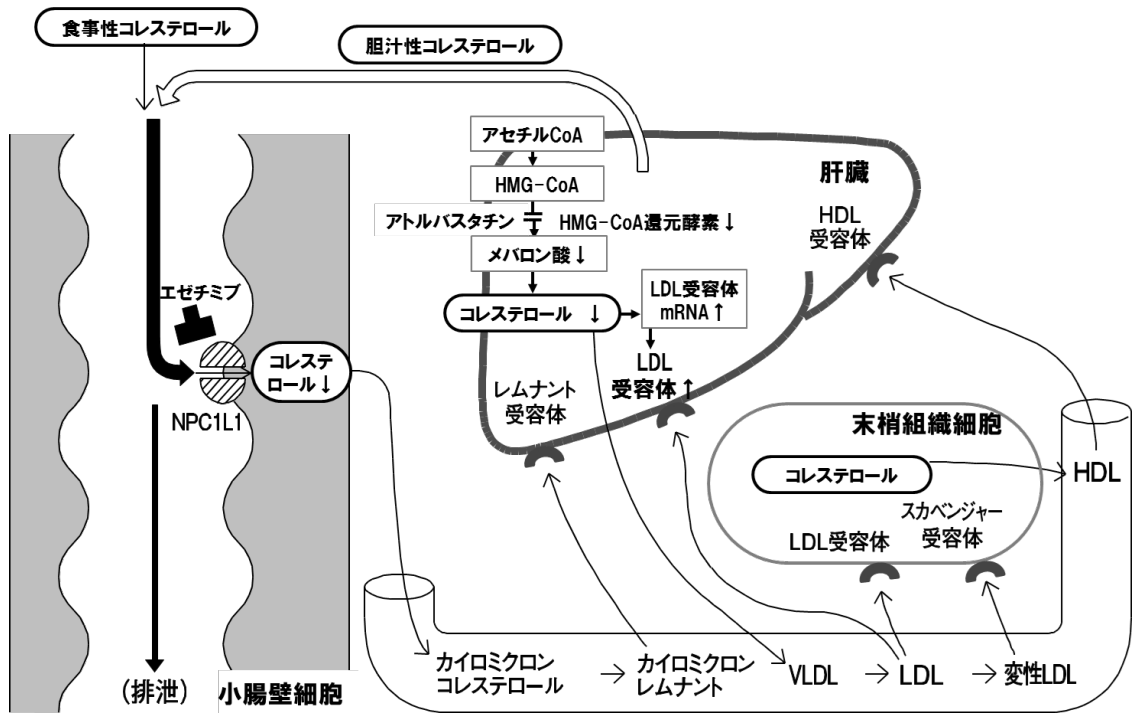 食事性コレステロール
胆汁性コレステロール
アセチルCoA
HMG-CoA
アトルバスタチン
HMG-CoA還元酵素↓
メバロン酸↓
コレステロール ↓
LDL受容体
mRNA↑
LDL
受容体↑
レムナント
受容体
肝臓
HDL
受容体
エゼチミブ
コレステ
ロール↓
NPC1L1
末梢組織細胞
コレステロール
スカベンジャー
受容体
LDL受容体
HDL
カイロミクロン
コレステロール
カイロミクロン
レムナント
VLDL
LDL
変性LDL
(排泄)
小腸壁細胞